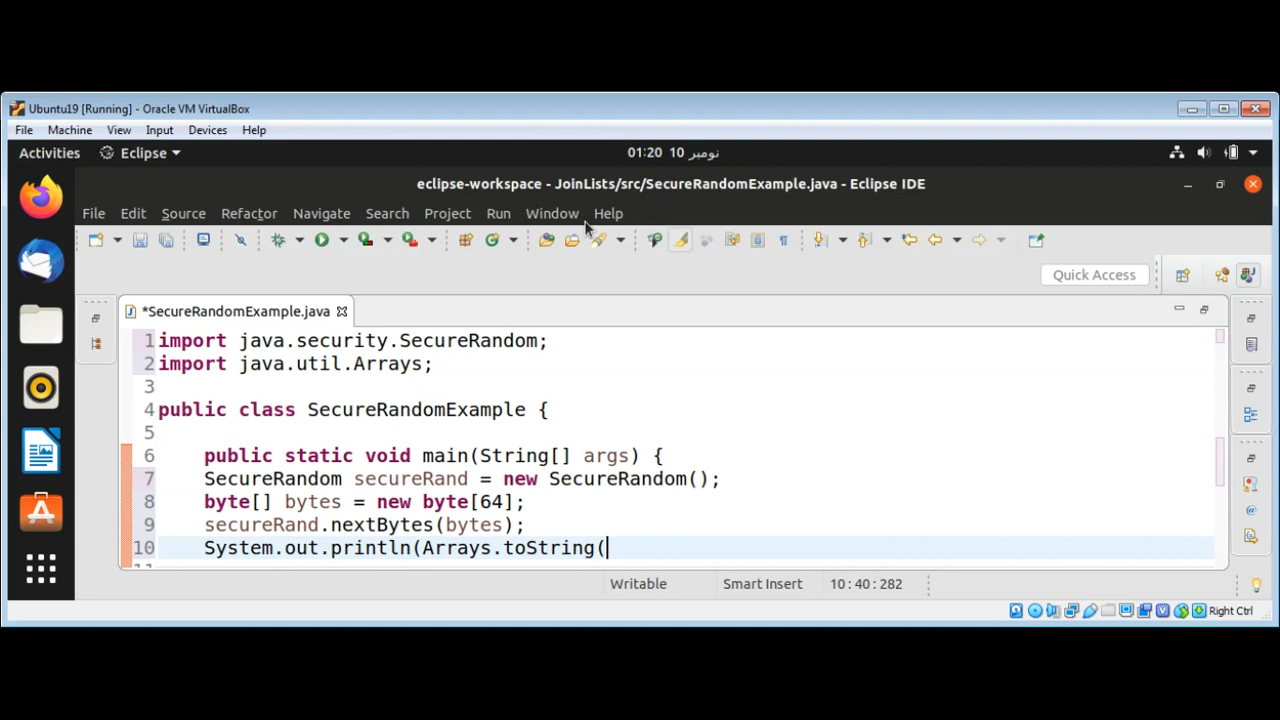 Ubuntu19 [Running] - Oracle VM VirtualBox
File Machine View Input Devices Help
Activities Eclipse 01:20 10 نومبر
eclipse-workspace - JoinLists/src/SecureRandomExample.java - Eclipse IDE
File Edit Source Refactor Navigate Search Project Run Window Help
Quick Access
*SecureRandomExample.java
1 import java.security.SecureRandom;
2 import java.util.Arrays;
3
4 public class SecureRandomExample {
5
6 public static void main(String[] args) {
7 SecureRandom secureRand = new SecureRandom();
8 byte[] bytes = new byte[64];
9 secureRand.nextBytes(bytes);
10 System.out.println(Arrays.toString(
Writable Smart Insert 10:40:282
Right Ctrl